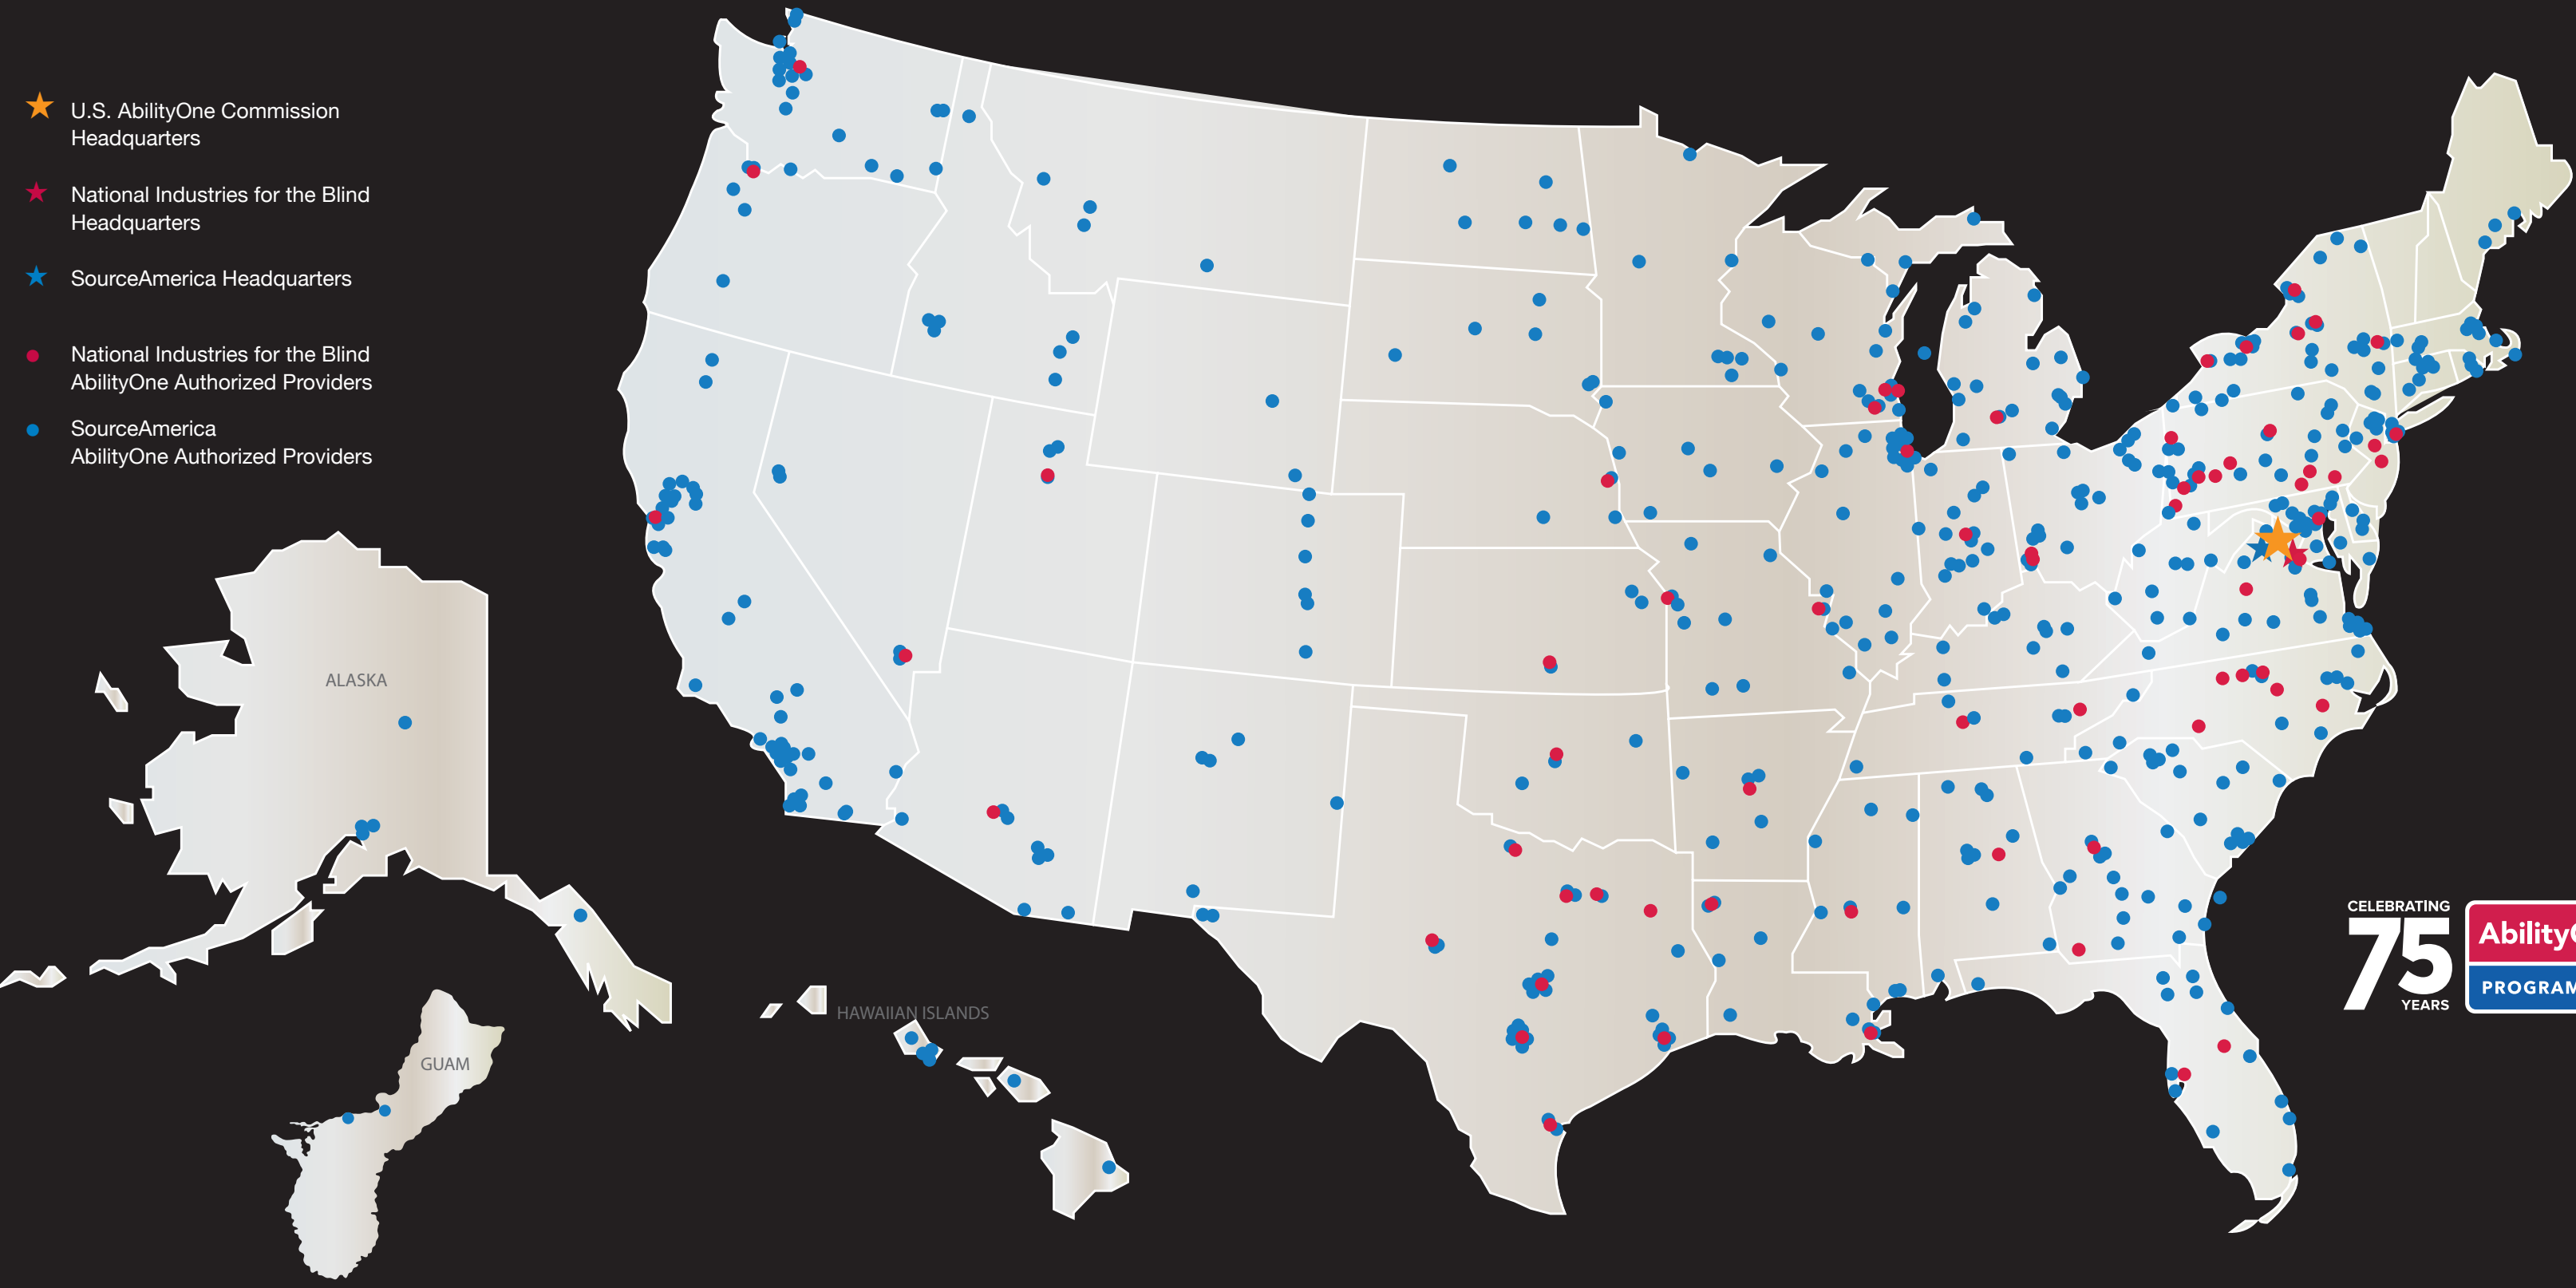 U.S. AbilityOne Commission
Headquarters
National Industries for the Blind
Headquarters
SourceAmerica Headquarters
National Industries for the Blind
AbilityOne Authorized Providers
SourceAmerica
AbilityOne Authorized Providers
ALASKA
GUAM
HAWAIIAN ISLANDS
CELEBRATING
75
YEARS
AbilityO
PROGRAM